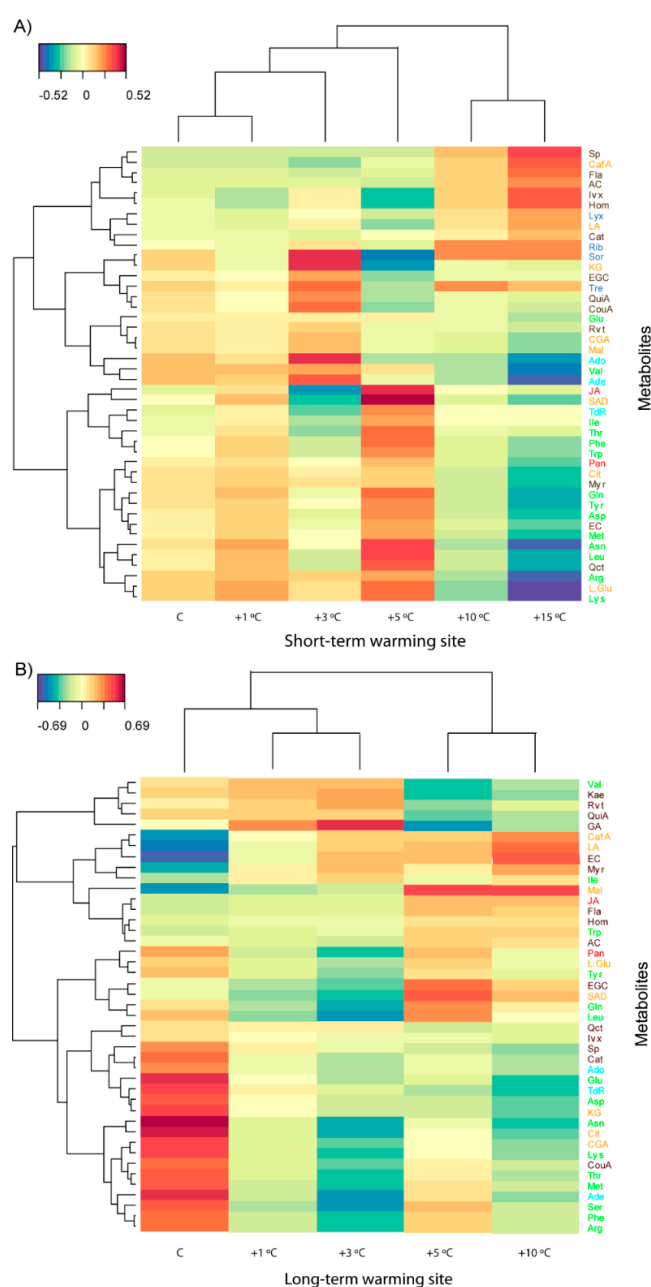 A)
-0.52 0 0.52
Sp
CafA
Fla
AC
Ivx
Hom
Lyx
LA
Cat
Rib
Sor
KG
EGC
Tre
QuiA
CouA
Glu
Rvt
CGA
Mal
Ado
Val
Ade
JA
SAD
TdR
Ile
Thr
Phe
Trp
Pan
Cit
Myr
Gln
Tyr
Asp
EC
Met
Asn
Leu
Qct
Arg
L.Glu
Lys
Metabolites
C +1 ºC +3 ºC +5 ºC +10 ºC +15 ºC
Short-term warming site
B)
-0.69 0 0.69
Val
Kae
Rvt
QuiA
GA
CafA
LA
EC
Myr
Ile
Mal
JA
Fla
Hom
Trp
AC
Pan
L.Glu
Tyr
EGC
SAD
Gln
Leu
Qct
Ivx
Sp
Cat
Ado
Glu
TdR
Asp
KG
Asn
Cit
CGA
Lys
CouA
Thr
Met
Ade
Ser
Phe
Arg
Metabolites
C +1 ºC +3 ºC +5 ºC +10 ºC
Long-term warming site